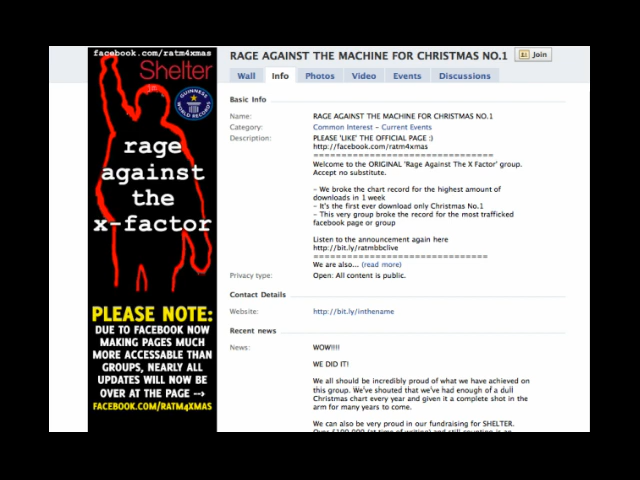 facebook.com/ratm4xmas
Shelter
GUINNESS
WORLD RECORDS
rage
against
the
x-factor
PLEASE NOTE:
DUE TO FACEBOOK NOW
MAKING PAGES MUCH
MORE ACCESSABLE THAN
GROUPS, NEARLY ALL
UPDATES WILL NOW BE
OVER AT THE PAGE -->
FACEBOOK.COM/RATM4XMAS
RAGE AGAINST THE MACHINE FOR CHRISTMAS NO.1
Join
Wall Info Photos Video Events Discussions
Basic Info
Name: RAGE AGAINST THE MACHINE FOR CHRISTMAS NO.1
Category: Common Interest - Current Events
Description: PLEASE 'LIKE' THE OFFICIAL PAGE :)
http://facebook.com/ratm4xmas
================================
Welcome to the ORIGINAL 'Rage Against The X Factor' group.
Accept no substitute.
- We broke the chart record for the highest amount of
downloads in 1 week
- It's the first ever download only Christmas No.1
- This very group broke the record for the most trafficked
facebook page or group
Listen to the announcement again here
http://bit.ly/ratmbbclive
===============================
We are also... (read more)
Privacy type: Open: All content is public.
Contact Details
Website: http://bit.ly/inthename
Recent news
News: WOW!!!!
WE DID IT!
We all should be incredibly proud of what we have achieved on
this group. We've shouted that we've had enough of a dull
Christmas chart every year and given it a complete shot in the
arm for many years to come.
We can also be very proud in our fundraising for SHELTER.